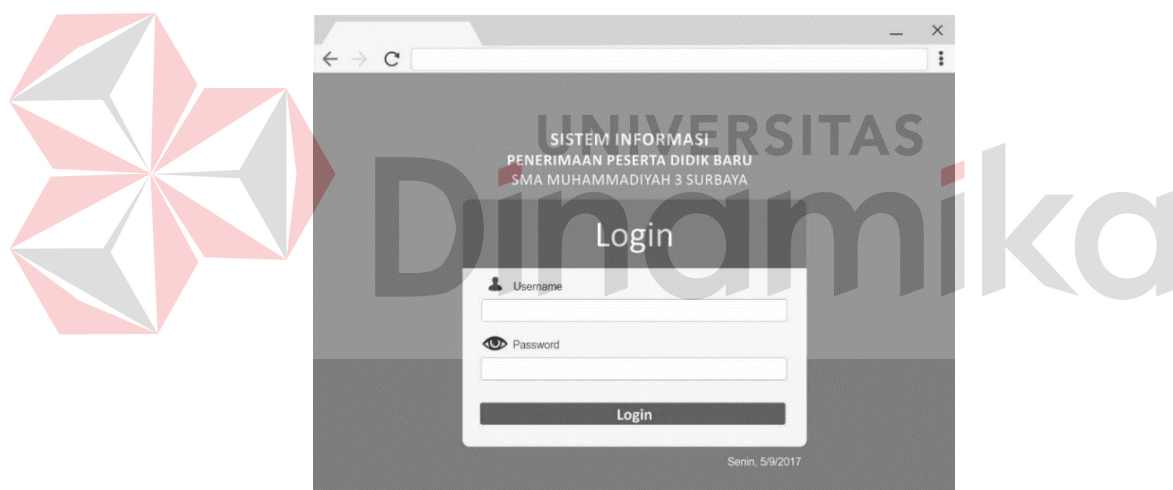 UNIVERSITAS
Dinamika
SISTEM INFORMASI
PENERIMAAN PESERTA DIDIK BARU
SMA MUHAMMADIYAH 3 SURBAYA
Login
Username
Password
Login
Senin, 5/9/2017